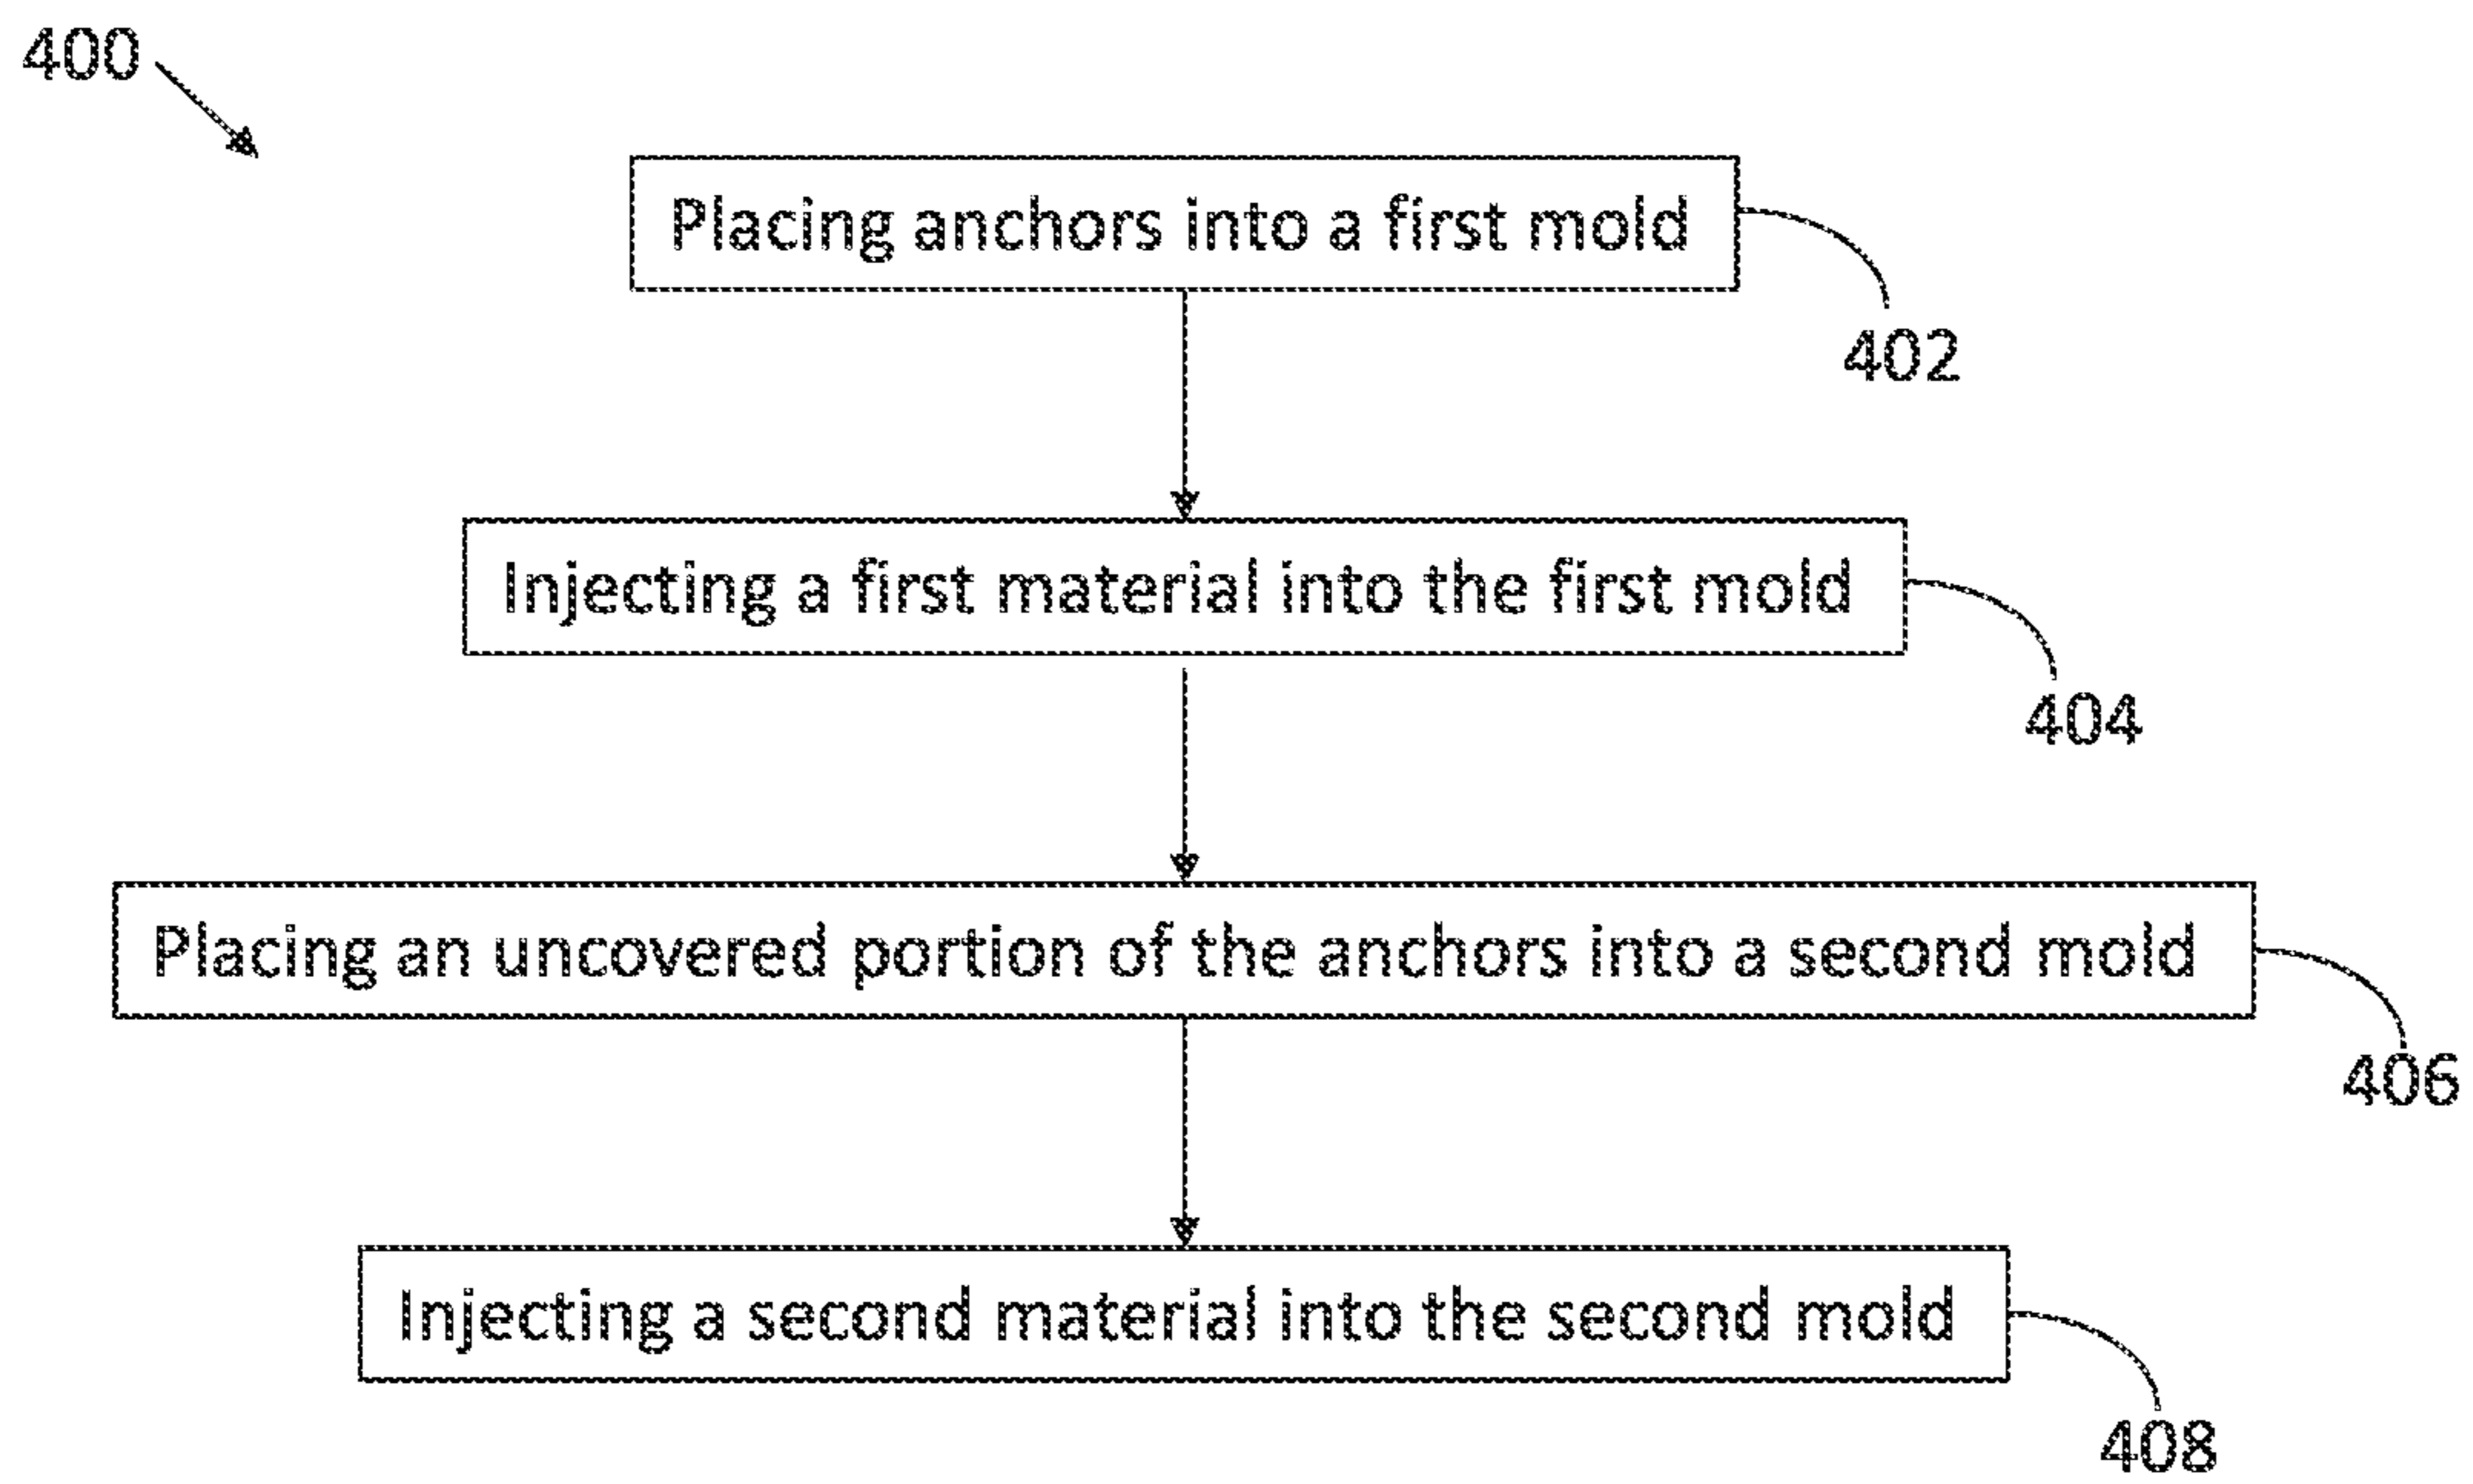 400
Placing anchors into a first mold
402
Injecting a first material into the first mold
404
Placing an uncovered portion of the anchors into a second mold
406
Injecting a second material into the second mold
408